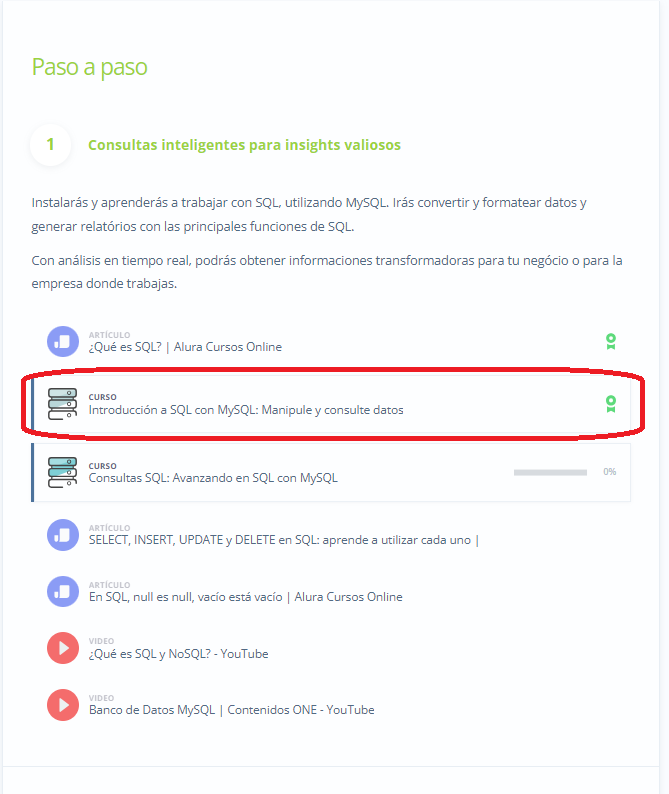 Paso a paso
1
Consultas inteligentes para insights valiosos
Instalarás y aprenderás a trabajar con SQL, utilizando MySQL. Irás convertir y formatear datos y
generar relatórios con las principales funciones de SQL.
Con análisis en tiempo real, podrás obtener informaciones transformadoras para tu negócio o para la
empresa donde trabajas.
ARTÍCULO
¿Qué es SQL? | Alura Cursos Online
CURSO
Introducción a SQL con MySQL: Manipule y consulte datos
CURSO
Consultas SQL: Avanzando en SQL con MySQL
0%
ARTÍCULO
SELECT, INSERT, UPDATE y DELETE en SQL: aprende a utilizar cada uno |
ARTÍCULO
En SQL, null es null, vacío está vacío | Alura Cursos Online
VIDEO
¿Qué es SQL y NoSQL? - YouTube
VIDEO
Banco de Datos MySQL | Contenidos ONE - YouTube